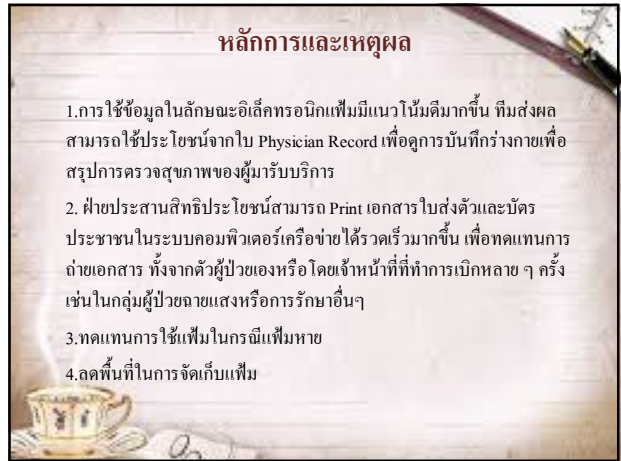 หลักการและเหตุผล
1.การใช้ข้อมูลในลักษณะอิเล็คทรอนิกแฟ้มมีแนวโน้มดีมากขึ้น ทีมส่งผล
สามารถใช้ประโยชน์จากใบ Physician Record เพื่อดูการบันทึกร่างกายเพื่อ
สรุปการตรวจสุขภาพของผู้มารับบริการ
2. ฝ่ายประสานสิทธิประโยชน์สามารถ Print เอกสารใบส่งตัวและบัตร
ประชาชนในระบบคอมพิวเตอร์เครือข่ายได้รวดเร็วมากขึ้น เพื่อทดแทนการ
ถ่ายเอกสาร ทั้งจากตัวผู้ป่วยเองหรือโดยเจ้าหน้าที่ที่ทำการเบิกหลาย ๆ ครั้ง
เช่นในกลุ่มผู้ป่วยฉายแสงหรือการรักษาอื่นๆ
3.ทดแทนการใช้แฟ้มในกรณีแฟ้มหาย
4.ลดพื้นที่ในการจัดเก็บแฟ้ม